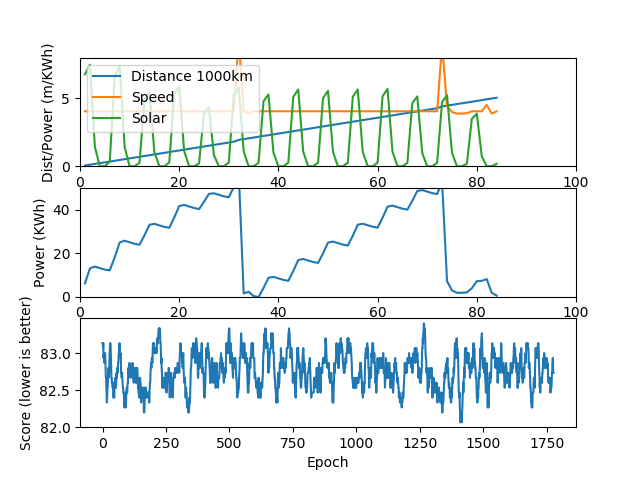 Dist/Power (m/KWh)
Distance 1000km
Speed
Solar
5
0
0 20 40 60 80 100
Power (KWh)
40
20
0
0 20 40 60 80 100
Score (lower is better)
83.0
82.5
82.0
0 250 500 750 1000 1250 1500 1750
Epoch